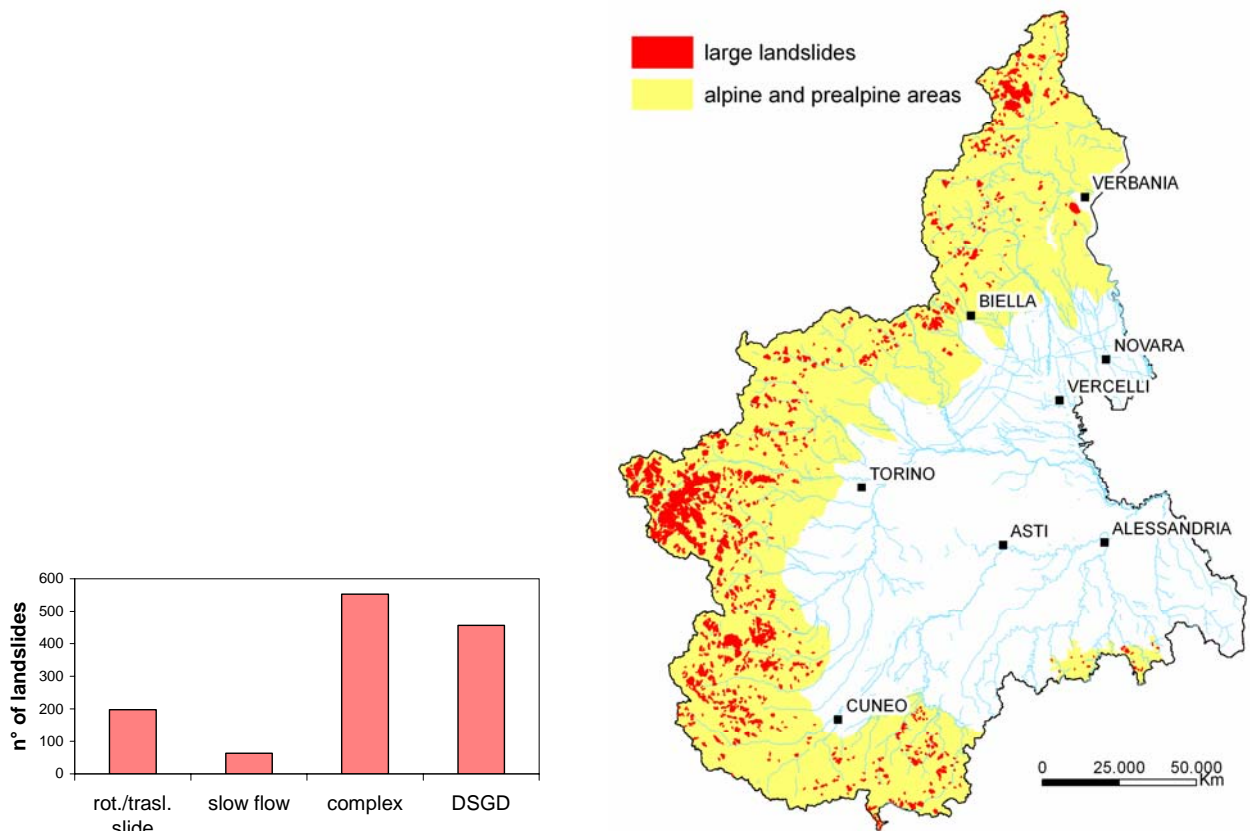 large landslides
alpine and prealpine areas
VERBANIA
BIELLA
NOVARA
VERCELLI
TORINO
ASTI
ALESSANDRIA
CUNEO
0 25.000 50.000
Km
n° of landslides
600
500
400
300
200
100
0
rot./trasl. slow flow complex DSGD
slide